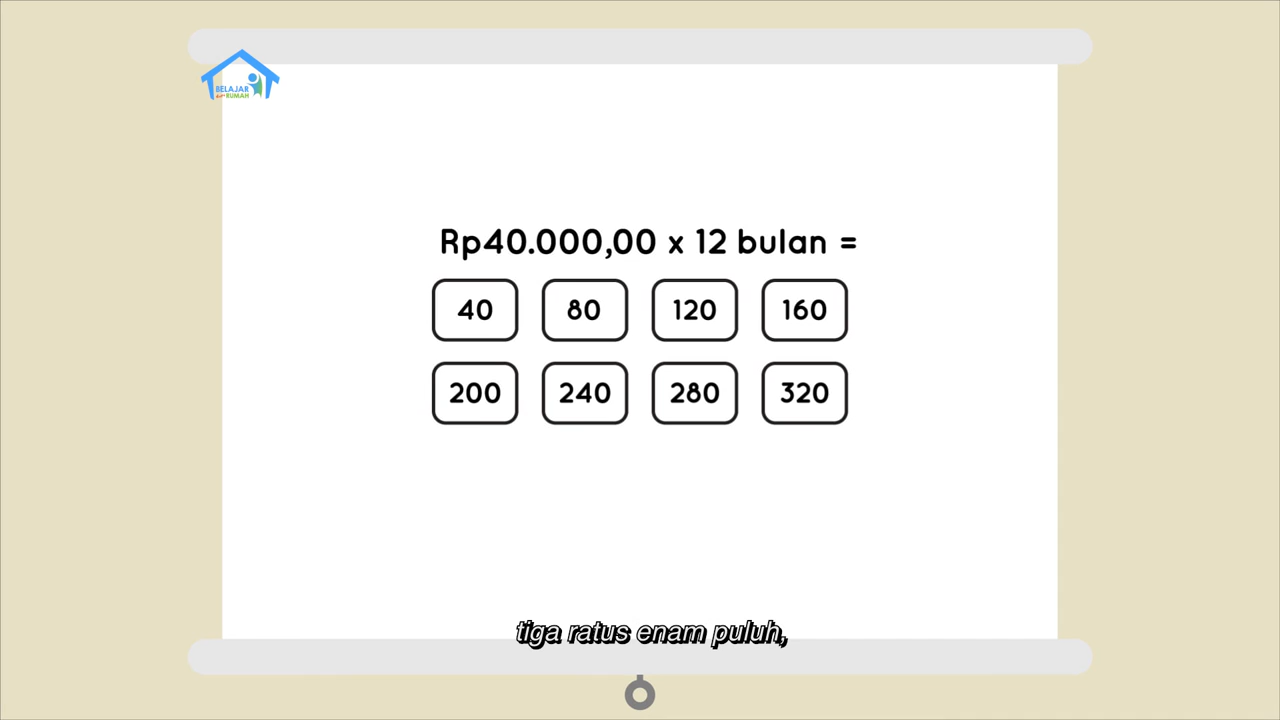 BELAJAR
dari RUMAH
Rp40.000,00 x 12 bulan =
40 80 120 160
200 240 280 320
tiga ratus enam puluh,